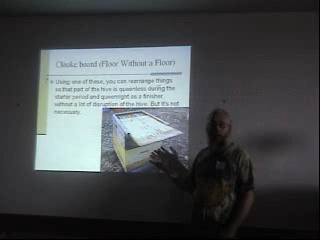 Cloake board (Floor Without a Floor)
Using one of these, you can rearrange things
so that part of the hive is queenless during the
starter period and queenright as a finisher
without a lot of disruption of the hive. But it's not
necessary.